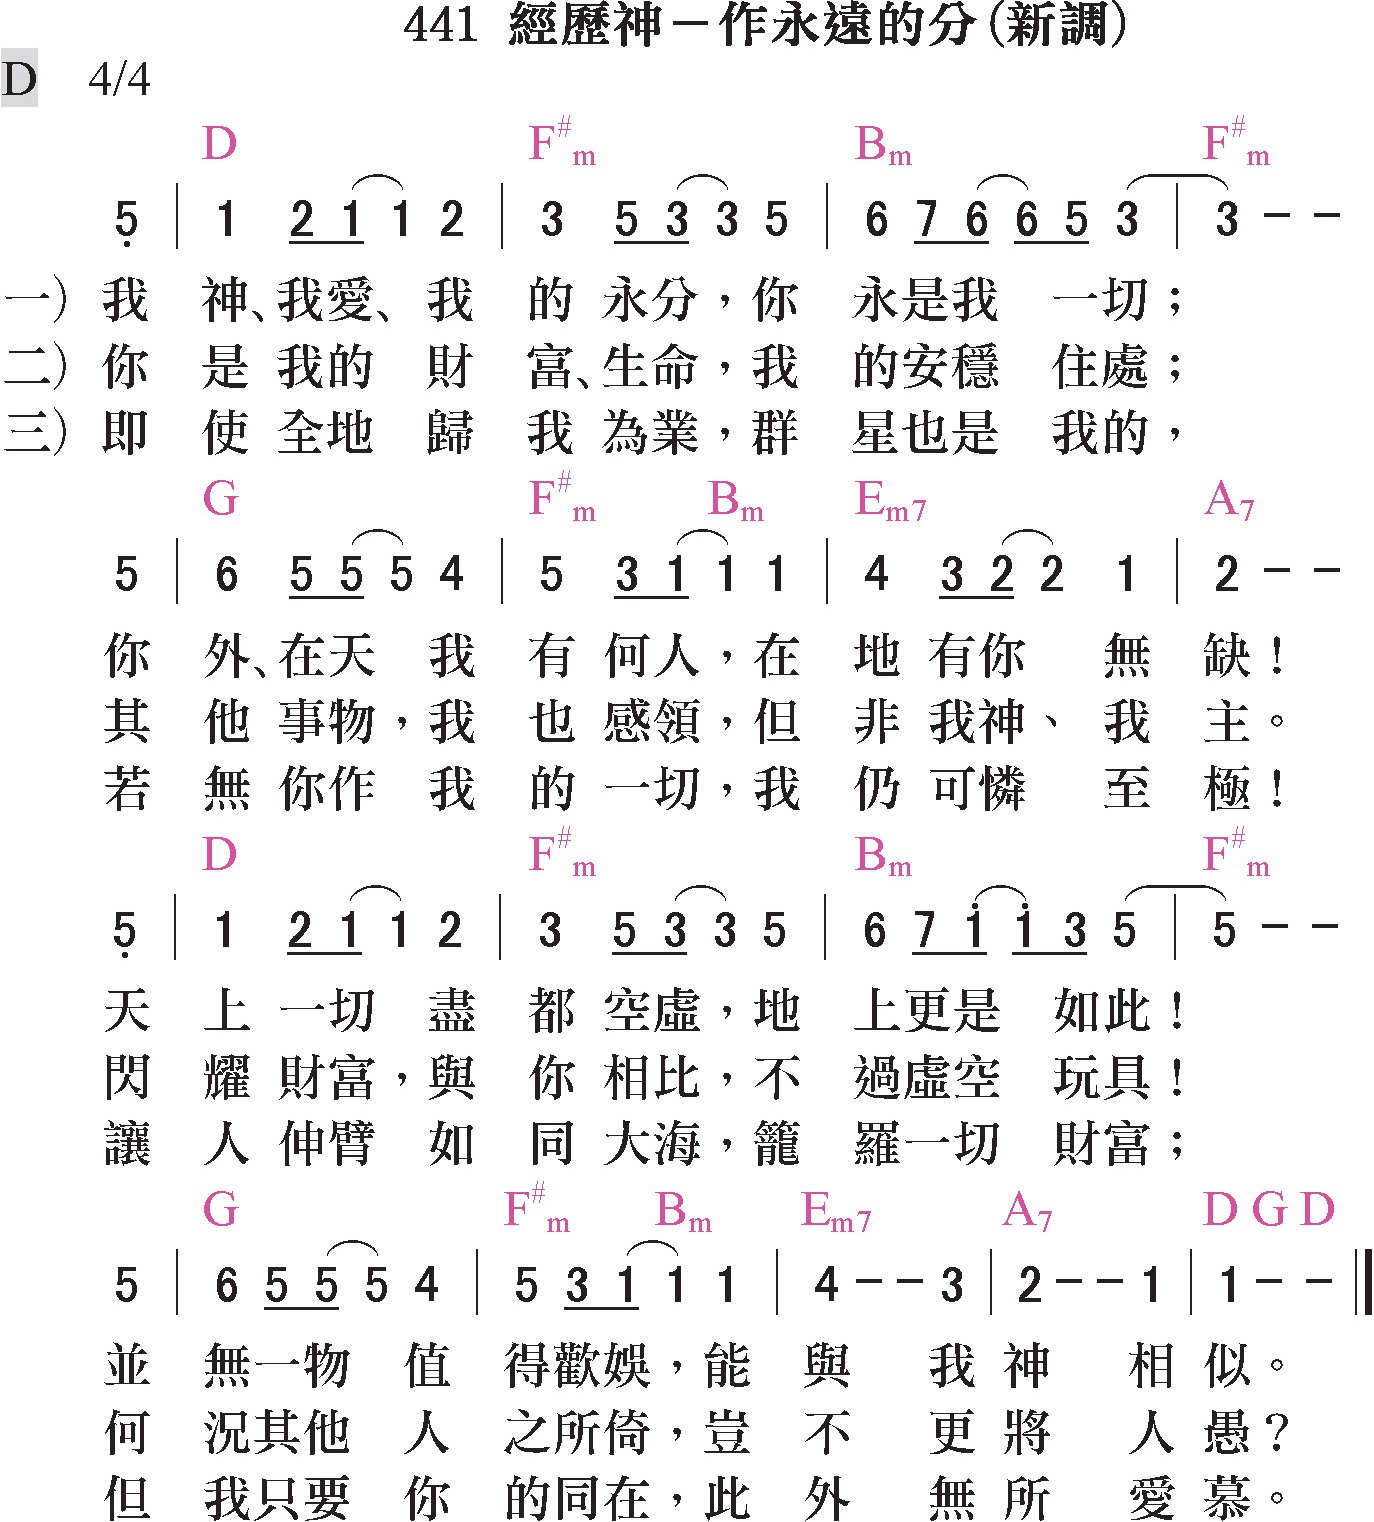 441 經歷神－作永遠的分(新調)
D 4/4
D F#m Bm F#m
5 | 1 2 1 1 2 | 3 5 3 3 5 | 6 7 6 6 5 3 | 3 - -
一) 我 神、我愛、我 的 永分，你 永是我 一切；
二) 你 是 我的 財 富、生命，我 的安穩 住處；
三) 即 使 全地 歸 我 為業，群 星也是 我的，
G F#m Bm Em7 A7
5 | 6 5 5 5 4 | 5 3 1 1 1 | 4 3 2 2 1 | 2 - -
你 外、在天 我 有 何人，在 地 有你 無 缺！
其 他 事物，我 也 感領，但 非 我神、 我 主。
若 無 你作 我 的 一切，我 仍 可憐 至 極！
D F#m Bm F#m
5 | 1 2 1 1 2 | 3 5 3 3 5 | 6 7 1 1 3 5 | 5 - -
天 上 一切 盡 都 空虛，地 上更是 如此！
閃 耀 財富，與 你 相比，不 過虛空 玩具！
讓 人 伸臂 如 同 大海，籠 羅一切 財富；
G F#m Bm Em7 A7 D G D
5 | 6 5 5 5 4 | 5 3 1 1 1 | 4 - - 3 | 2 - - 1 | 1 - -
並 無一物 值 得歡娛，能 與 我 神 相 似。
何 況其他 人 之所倚，豈 不 更 將 人 愚？
但 我只要 你 的同在，此 外 無 所 愛 慕。